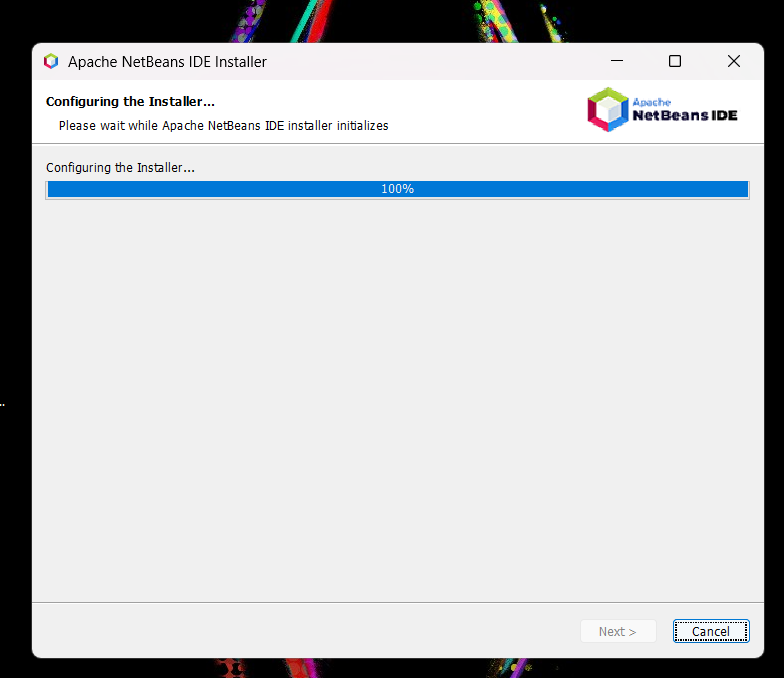 Apache NetBeans IDE Installer
Configuring the Installer...
Please wait while Apache NetBeans IDE installer initializes
Apache
NetBeans IDE
Configuring the Installer...
100%
..
Next >
Cancel